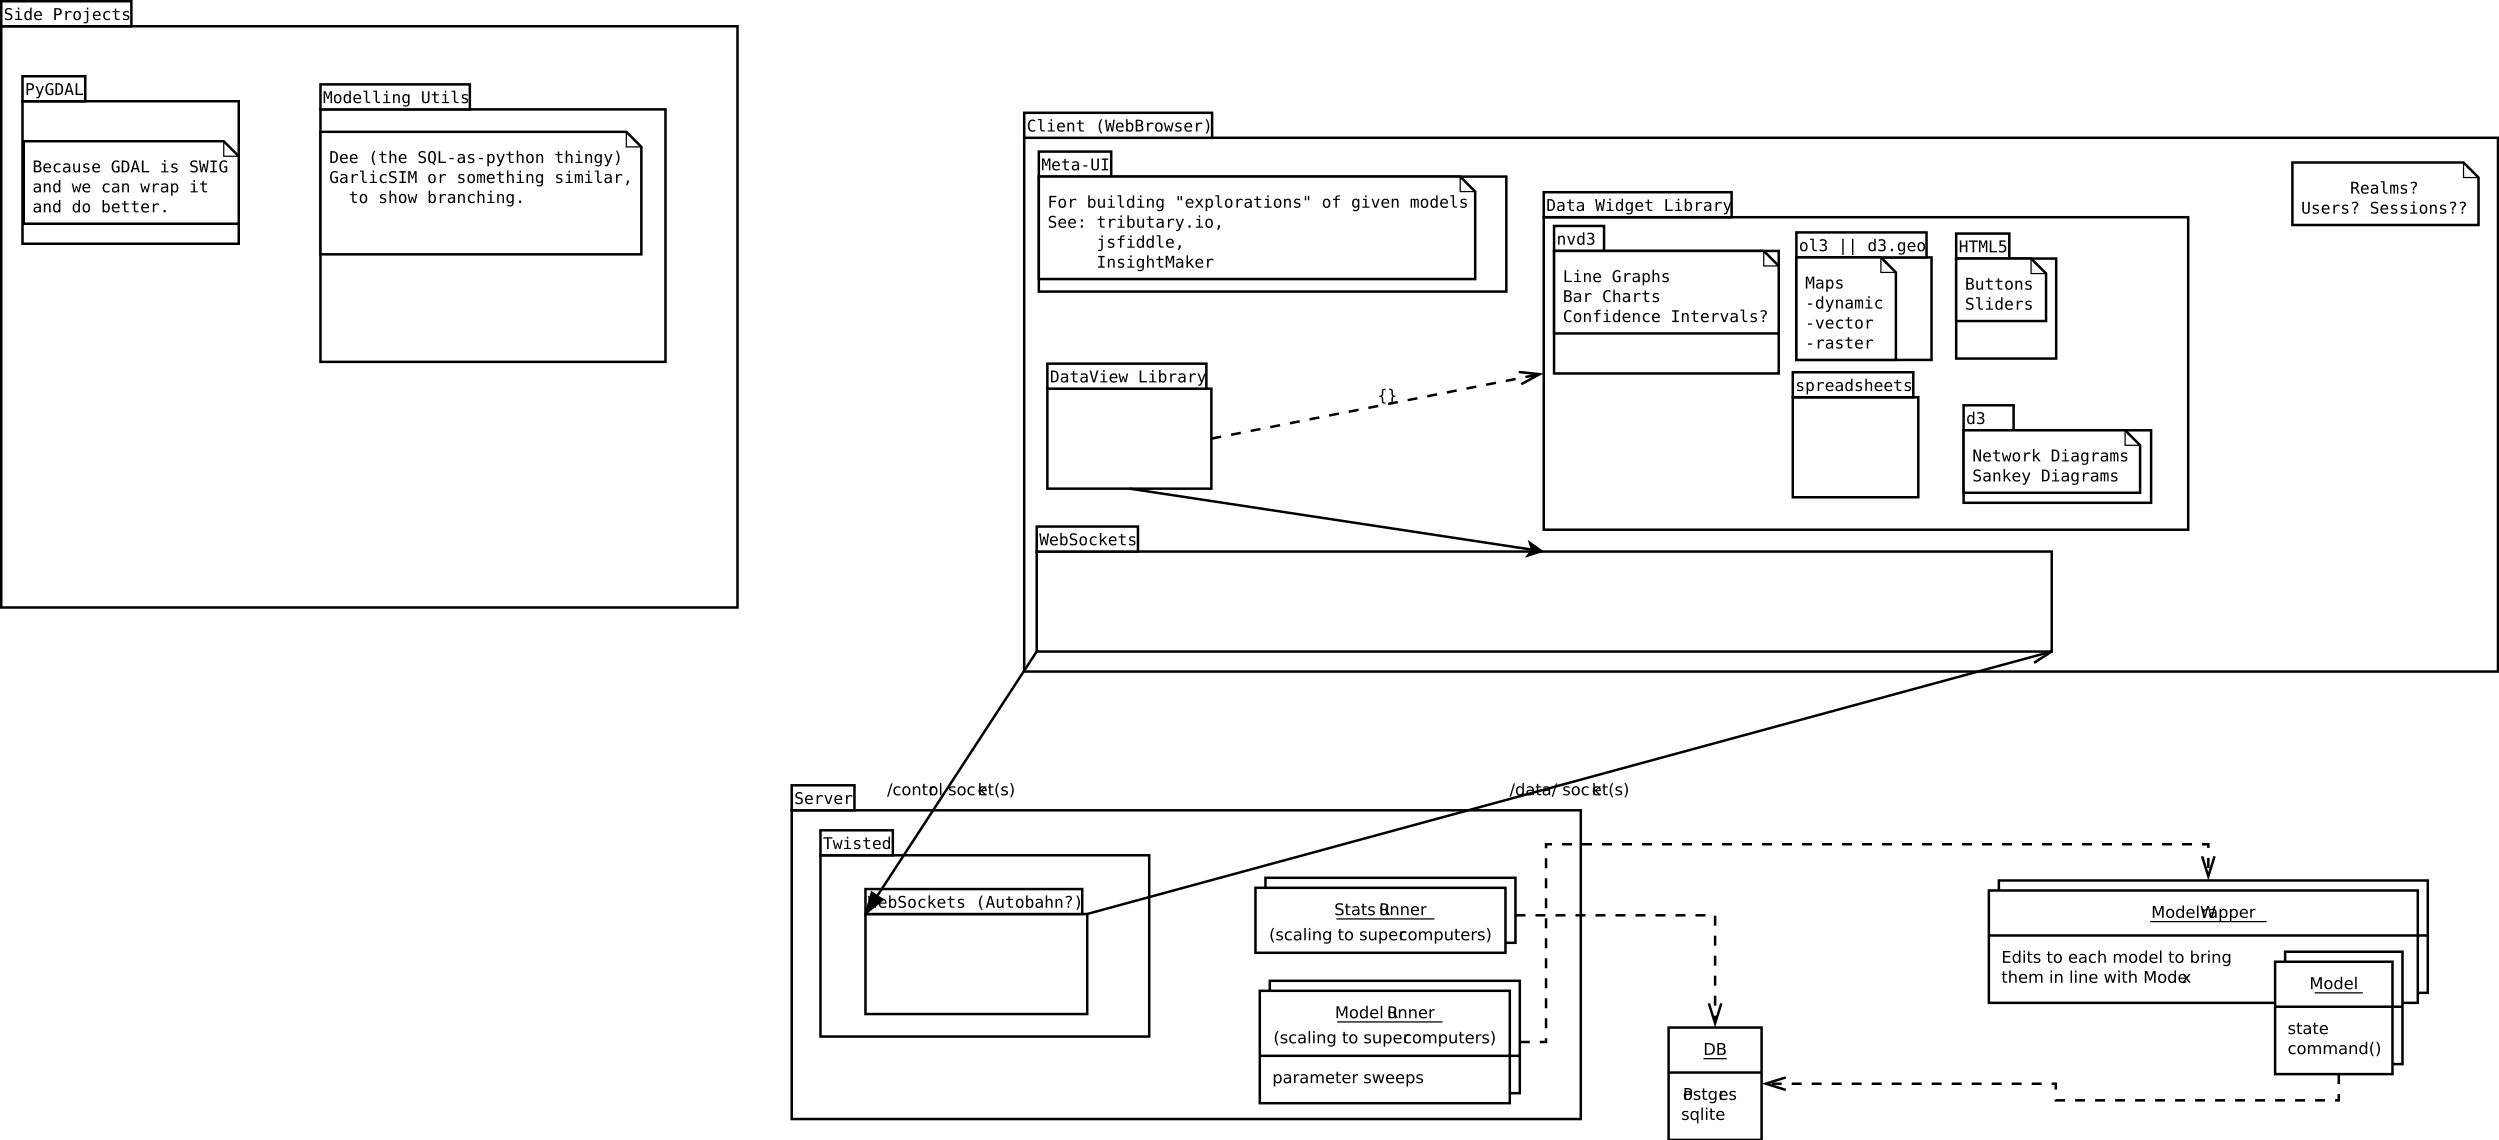 Side Projects
PyGDAL
Because GDAL is SWIG
and we can wrap it
and do better.
Modelling Utils
Dee (the SQL-as-python thingy)
GarlicSIM or something similar,
to show branching.
Client (WebBrowser)
Meta-UI
For building "explorations" of given models
See: tributary.io,
jsfiddle,
InsightMaker
Data Widget Library
nvd3
Line Graphs
Bar Charts
Confidence Intervals?
ol3 || d3.geo
Maps
-dynamic
-vector
-raster
HTML5
Buttons
Sliders
spreadsheets
d3
Network Diagrams
Sankey Diagrams
Realms?
Users? Sessions??
DataView Library
{}
WebSockets
/control socket(s)
/data/ socket(s)
Server
Twisted
WebSockets (Autobahn?)
Stats Runner
(scaling to supercomputers)
Model Runner
(scaling to supercomputers)
parameter sweeps
DB
Postgres
sqlite
ModelWrapper
Edits to each model to bring
them in line with Modex
Model
state
command()